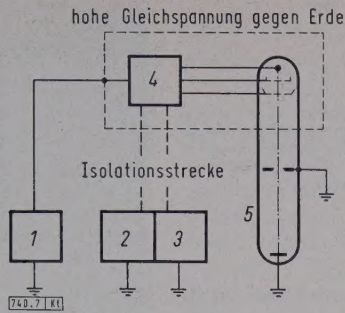 hohe Gleichspannung gegen Erde
4
Isolationsstrecke
5
1 2 3
740.7 Kt